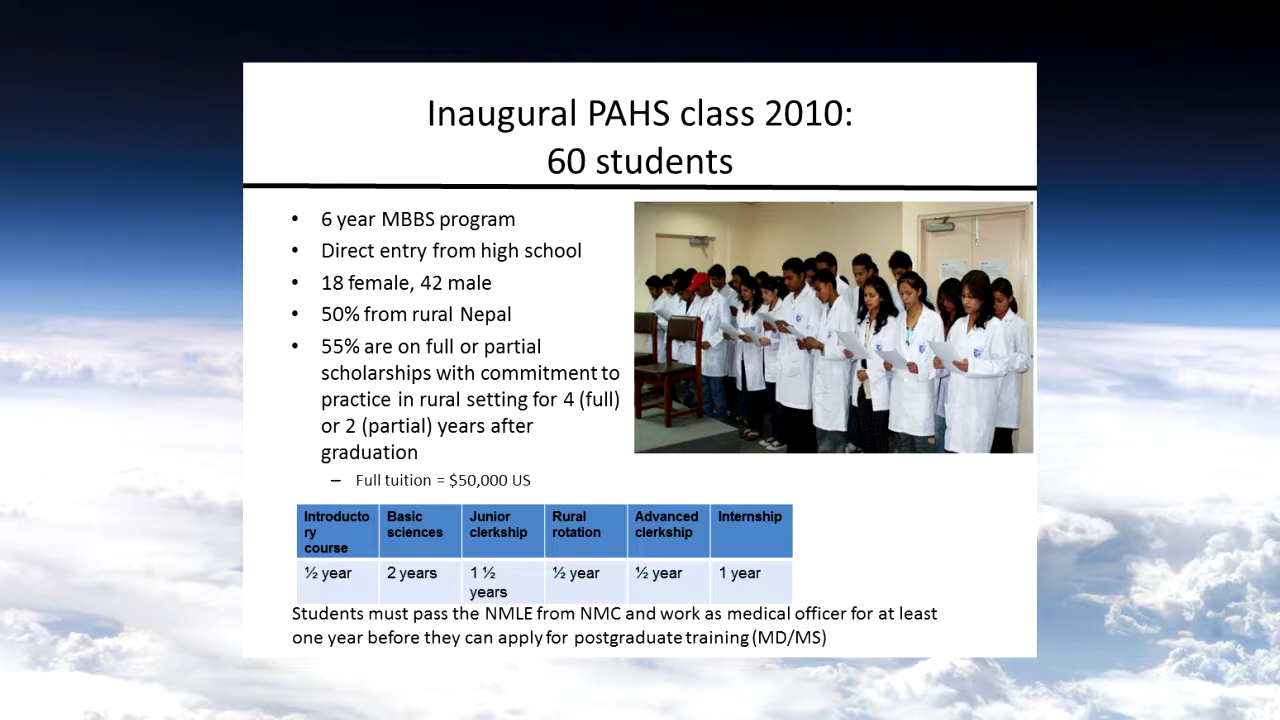 Inaugural PAHS class 2010:
60 students
• 6 year MBBS program
• Direct entry from high school
• 18 female, 42 male
• 50% from rural Nepal
• 55% are on full or partial
scholarships with commitment to
practice in rural setting for 4 (full)
or 2 (partial) years after
graduation
– Full tuition = $50,000 US
Introducto
ry
course
Basic
sciences
Junior
clerkship
Rural
rotation
Advanced
clerkship
Internship
½ year
2 years
1 ½
years
½ year
½ year
1 year
Students must pass the NMLE from NMC and work as medical officer for at least
one year before they can apply for postgraduate training (MD/MS)